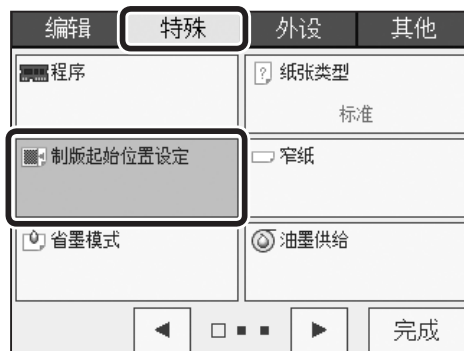 编辑 特殊 外设 其他
程序 纸张类型
标准
制版起始位置设定 窄纸
省墨模式 油墨供给
完成